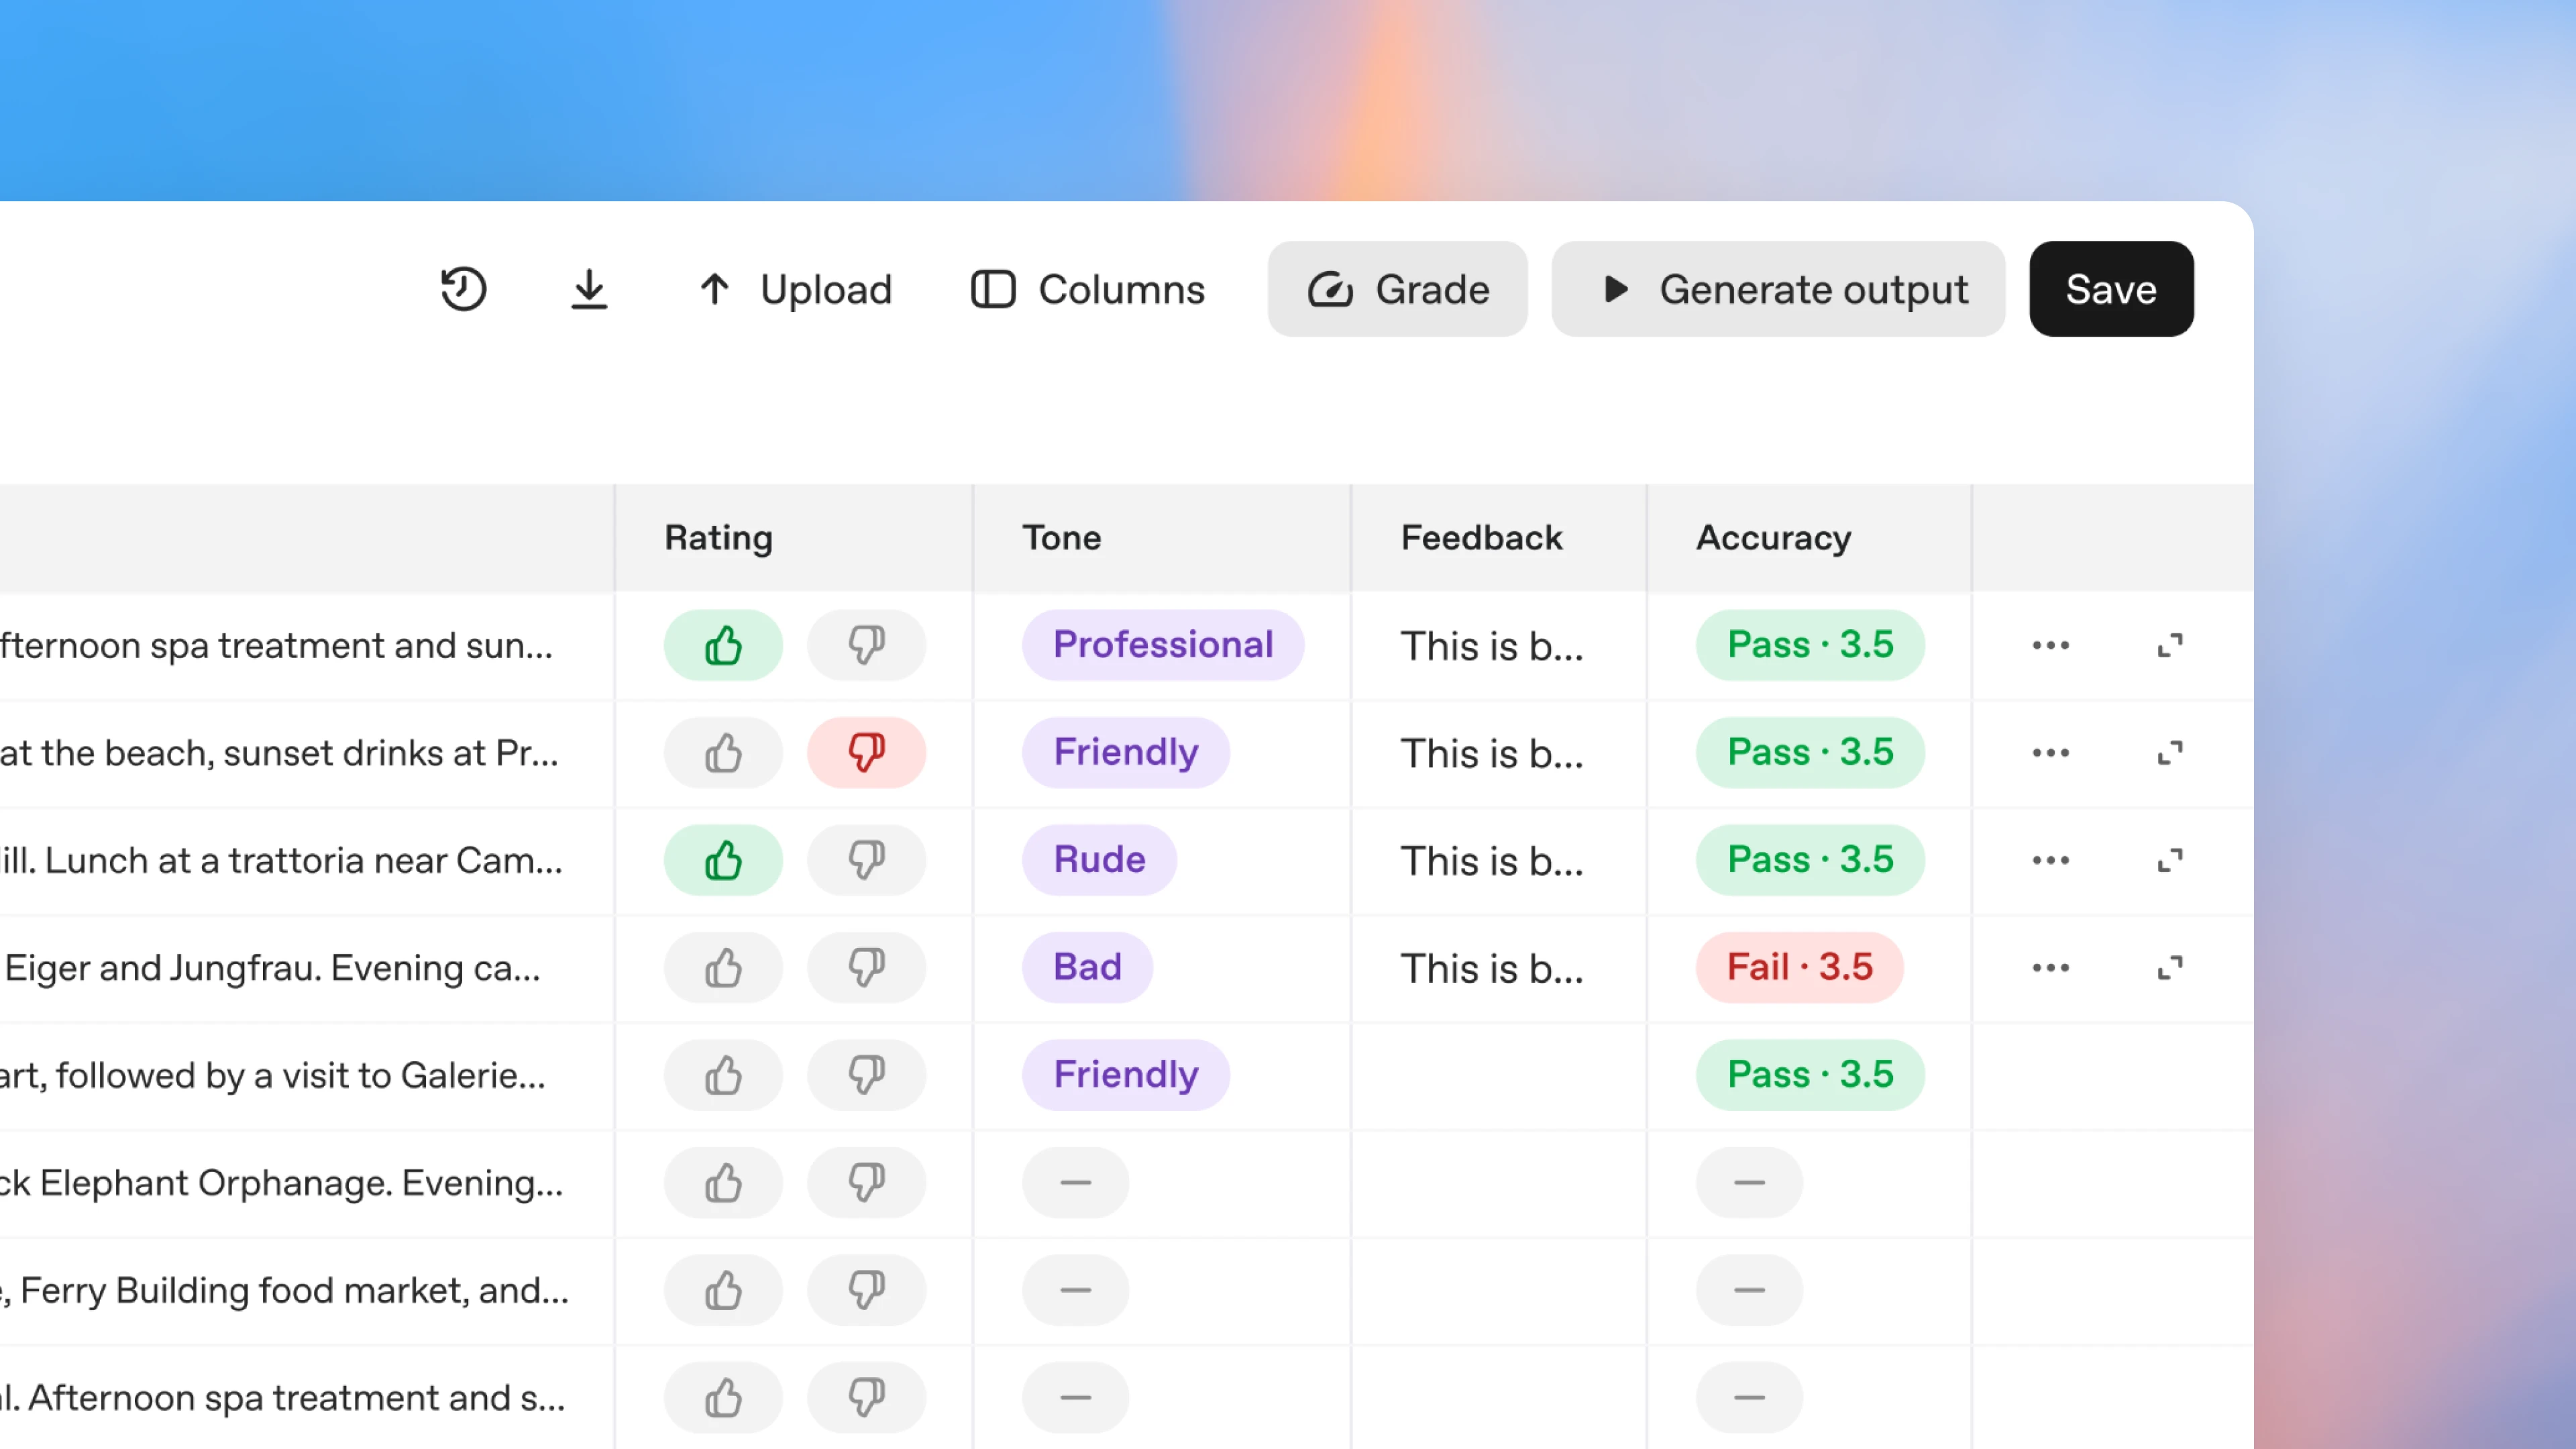 Upload Columns Grade Generate output Save
Rating Tone Feedback Accuracy
fternoon spa treatment and sun... Professional This is b... Pass · 3.5
at the beach, sunset drinks at Pr... Friendly This is b... Pass · 3.5
ill. Lunch at a trattoria near Cam... Rude This is b... Pass · 3.5
Eiger and Jungfrau. Evening ca... Bad This is b... Fail · 3.5
art, followed by a visit to Galerie... Friendly Pass · 3.5
ck Elephant Orphanage. Evening... — —
, Ferry Building food market, and... — —
l. Afternoon spa treatment and s... — —